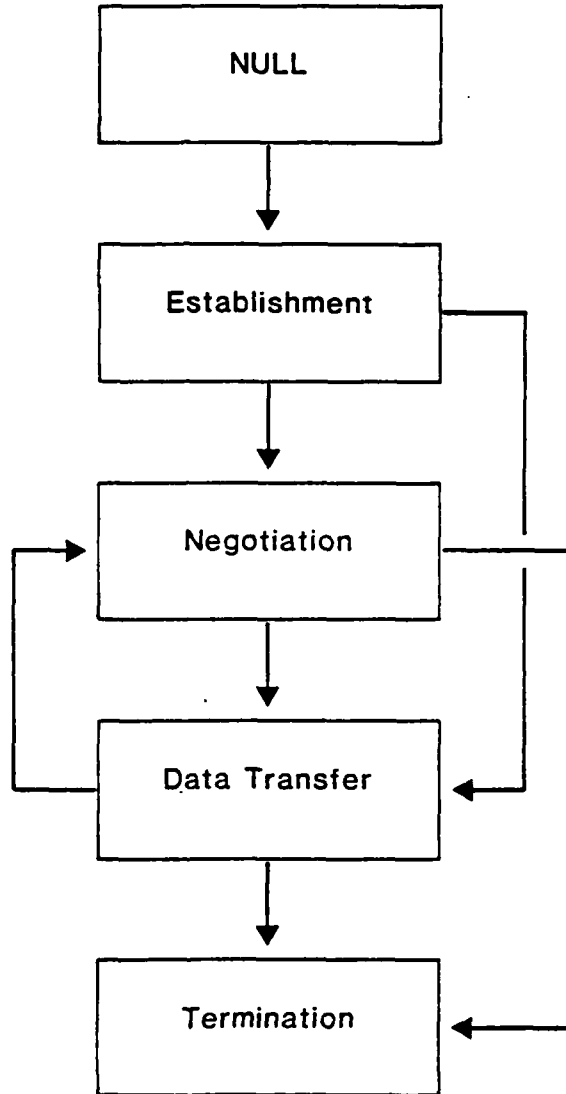 NULL
Establishment
Negotiation
Data Transfer
Termination